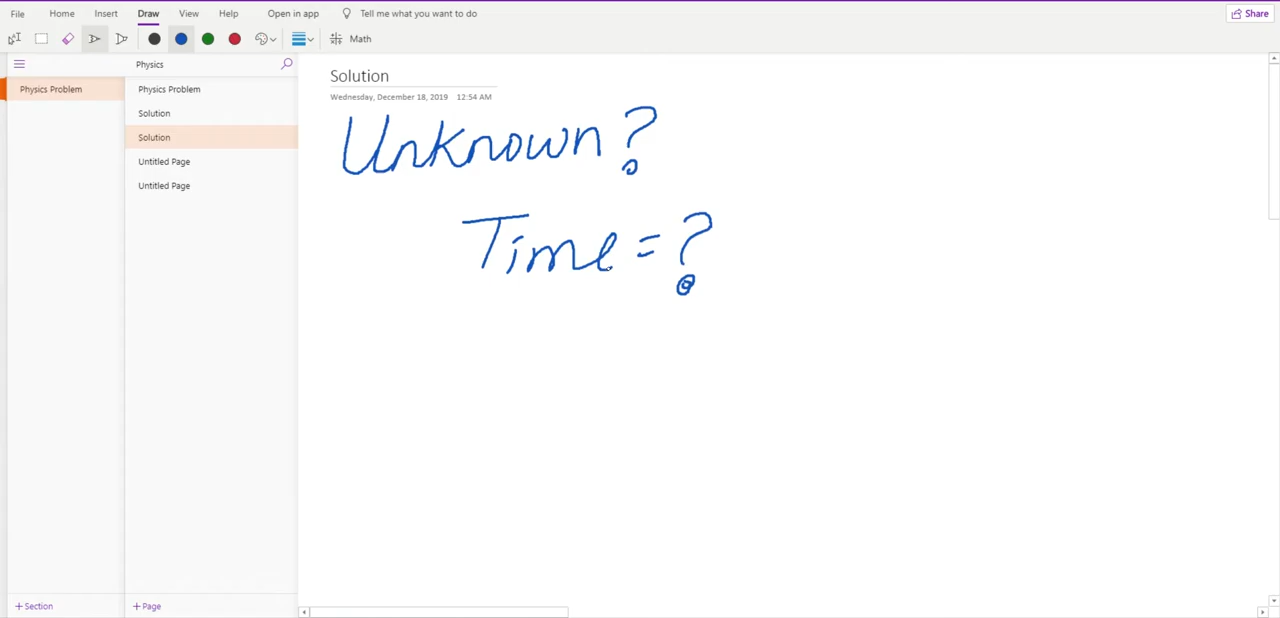 File Home Insert Draw View Help Open in app Tell me what you want to do Share
Math
Physics
Physics Problem
Physics Problem
Solution
Solution
Untitled Page
Untitled Page
+ Section
+ Page
Solution
Wednesday, December 18, 2019 12:54 AM
Unknown?
Time = ?